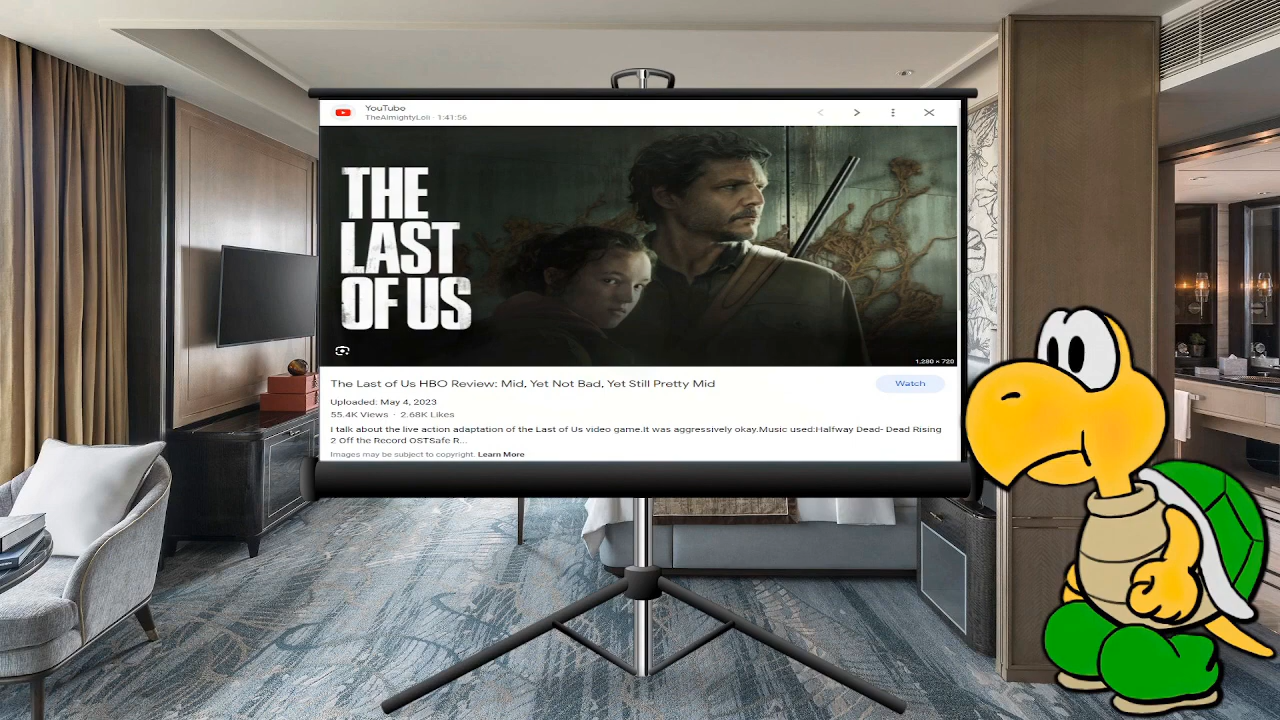 YouTube
TheAlmightyLoli · 1:41:56
THE
LAST
OF US
1,280 × 720
The Last of Us HBO Review: Mid, Yet Not Bad, Yet Still Pretty Mid
Watch
Uploaded: May 4, 2023
55.4K Views · 2.68K Likes
I talk about the live action adaptation of the Last of Us video game.It was aggressively okay.Music used:Halfway Dead- Dead Rising
2 Off the Record OSTSafe R...
Images may be subject to copyright. Learn More